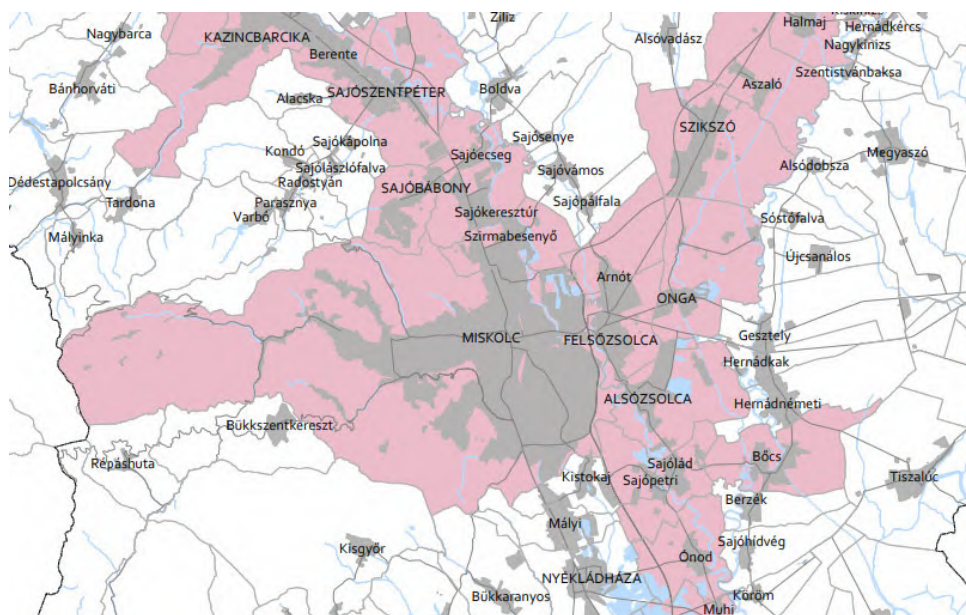 Ziliz
Kiskinizs
Halmaj
Hernádkércs
Nagybarca
KAZINCBARCIKA
Alsóvadász
Nagykinizs
Berente
Szentistvánbaksa
Bánhorváti
Aszaló
Boldva
Alacska
SAJÓSZENTPÉTER
SZIKSZÓ
Sajósenye
Sajókápolna
Kondó
Sajóecseg
Megyaszó
Sajólászlófalva
Sajóvámos
Alsódobsza
Dédestapolcsány
Radostyán
SAJÓBÁBONY
Tardona
Parasznya
Sajópálfala
Varbó
Sajókeresztúr
Sóstófalva
Mályinka
Szirmabesenyő
Újcsanálos
Arnót
ONGA
MISKOLC
FELSŐZSOLCA
Gesztely
Hernádkak
ALSÓZSOLCA
Hernádnémeti
Bükkszentkereszt
Répáshuta
Sajólád
Bőcs
Kistokaj
Sajópetri
Tiszalúc
Berzék
Mályi
Sajóhídvég
Kisgyőr
Ónod
NYÉKLÁDHÁZA
Bükkaranyos
Köröm
Muhi